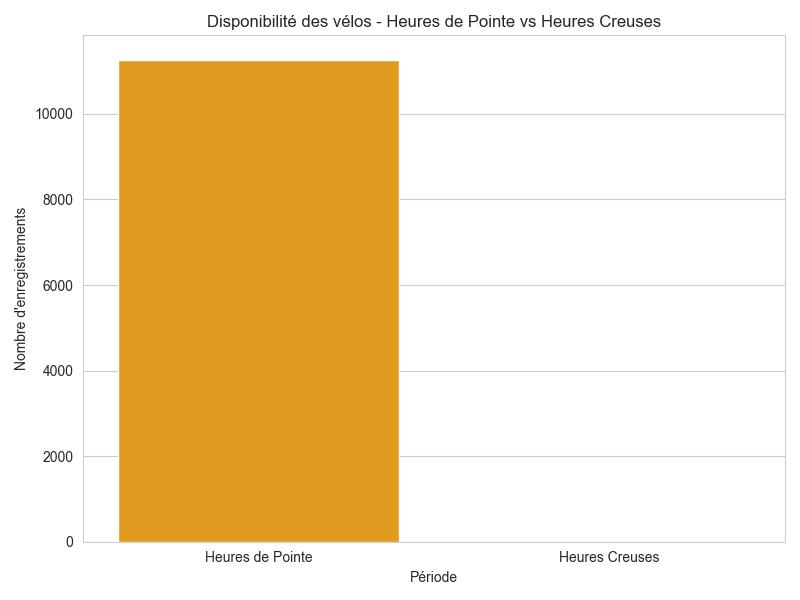 Disponibilité des vélos - Heures de Pointe vs Heures Creuses
Nombre d'enregistrements
10000
8000
6000
4000
2000
0
Heures de Pointe
Heures Creuses
Période